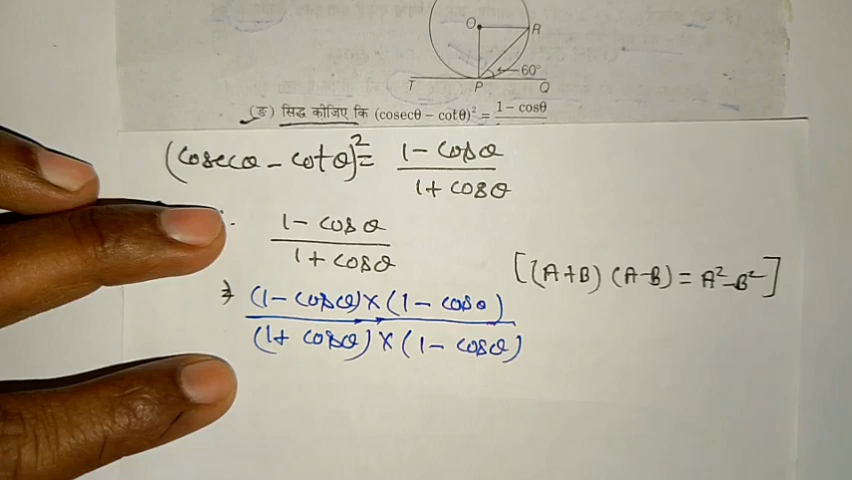 O
R
60°
T P Q
(ङ) सिद्ध कीजिए कि (cosecθ – cotθ)² = 1 – cosθ
(cosecθ – cotθ)² = 1 – cosθ
1 + cosθ
1 – cosθ
1 + cosθ
[(A+B) (A–B) = A²–B²]
⇒ (1 – cosθ) × (1 – cosθ)
(1 + cosθ) × (1 – cosθ)